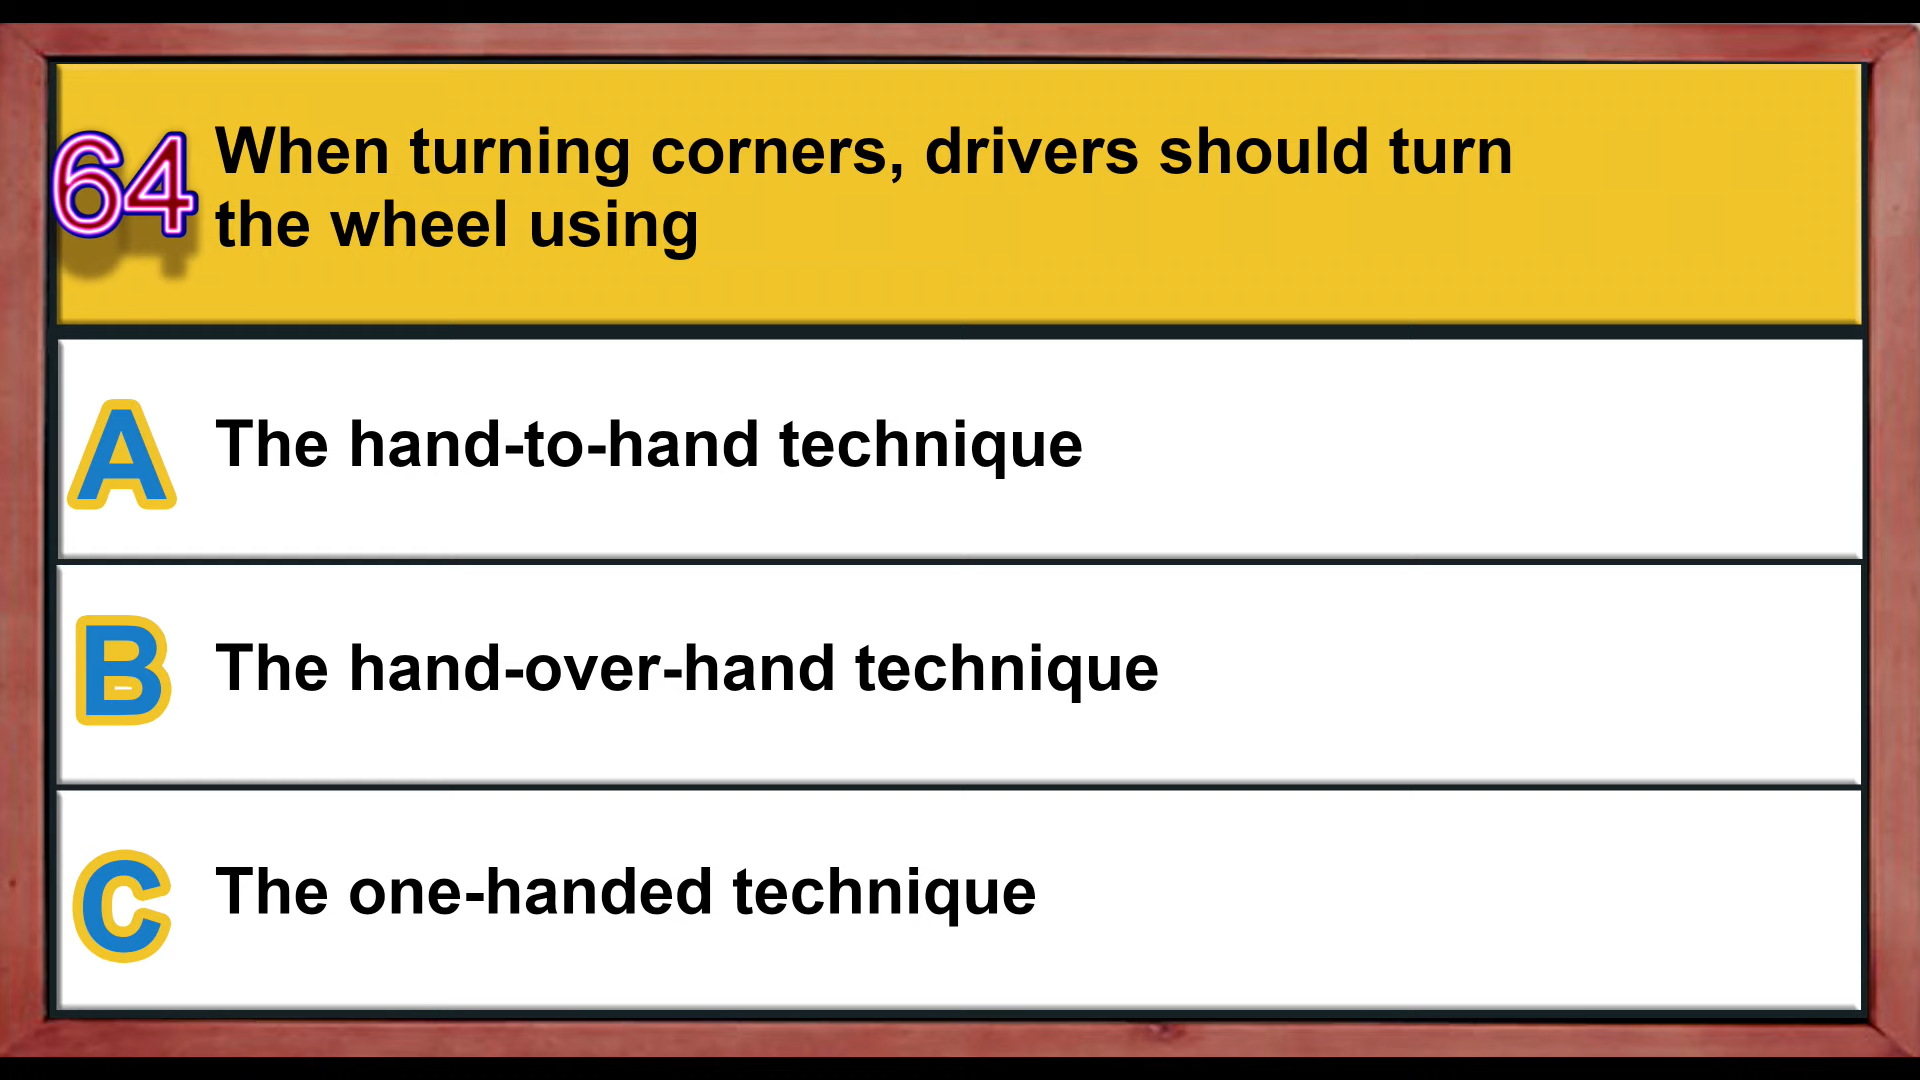 64
When turning corners, drivers should turn
the wheel using
A
The hand-to-hand technique
B
The hand-over-hand technique
C
The one-handed technique